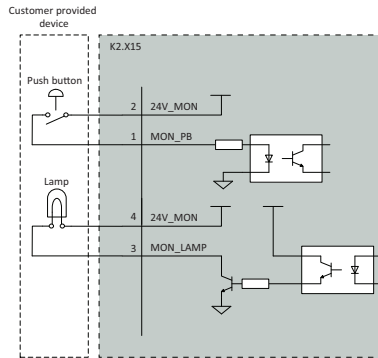 Customer provided
device
K2.X15
Push button
2 24V_MON
1 MON_PB
Lamp
4 24V_MON
3 MON_LAMP